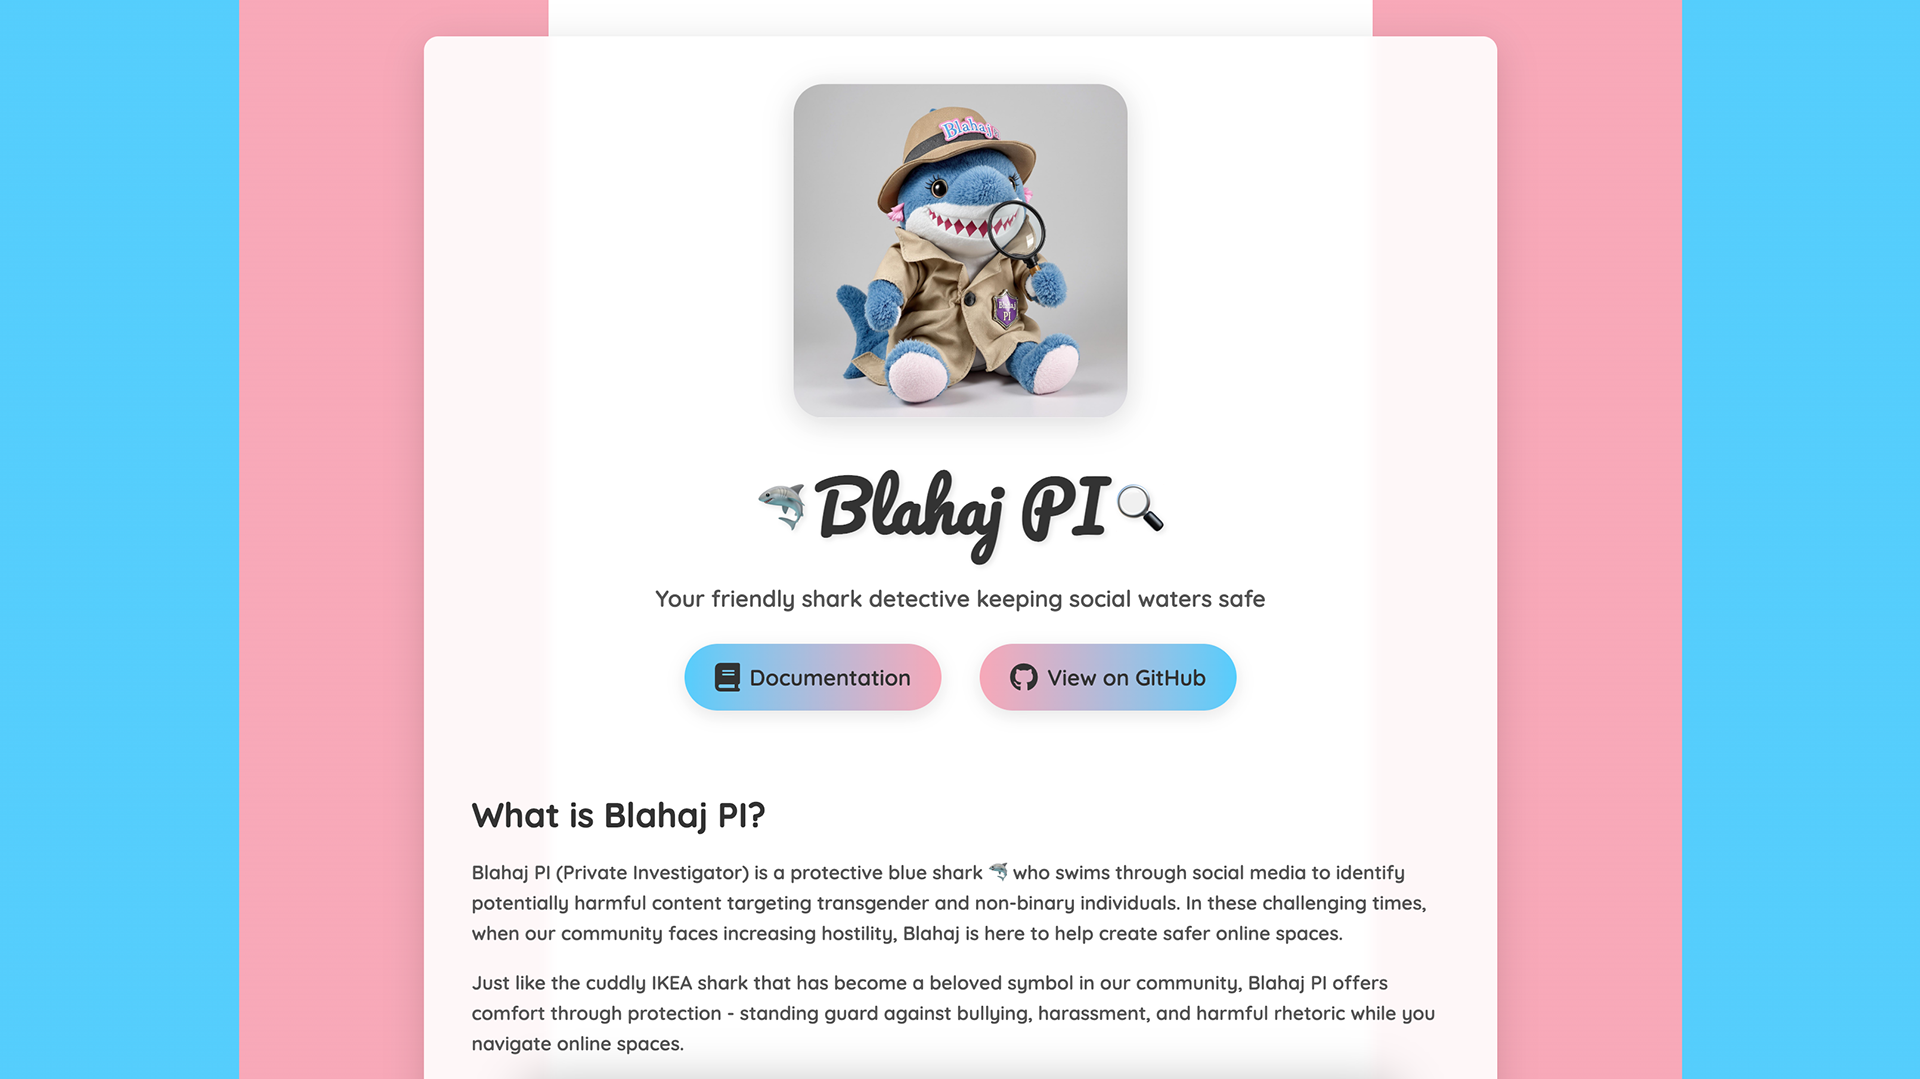 Blahaj
Blahaj
PI
Blahaj PI
Your friendly shark detective keeping social waters safe
Documentation
View on GitHub
What is Blahaj PI?
Blahaj PI (Private Investigator) is a protective blue shark 🦈 who swims through social media to identify
potentially harmful content targeting transgender and non-binary individuals. In these challenging times,
when our community faces increasing hostility, Blahaj is here to help create safer online spaces.
Just like the cuddly IKEA shark that has become a beloved symbol in our community, Blahaj PI offers
comfort through protection - standing guard against bullying, harassment, and harmful rhetoric while you
navigate online spaces.